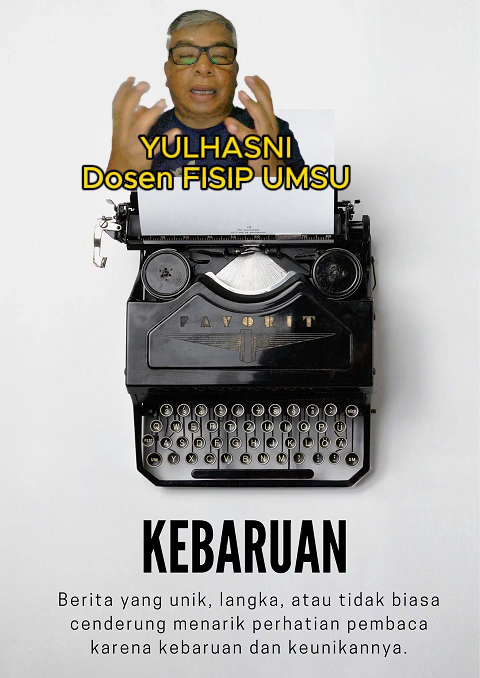 YULHASNI
Dosen FISIP UMSU
FAVORIT
KEBARUAN
Berita yang unik, langka, atau tidak biasa
cenderung menarik perhatian pembaca
karena kebaruan dan keunikannya.